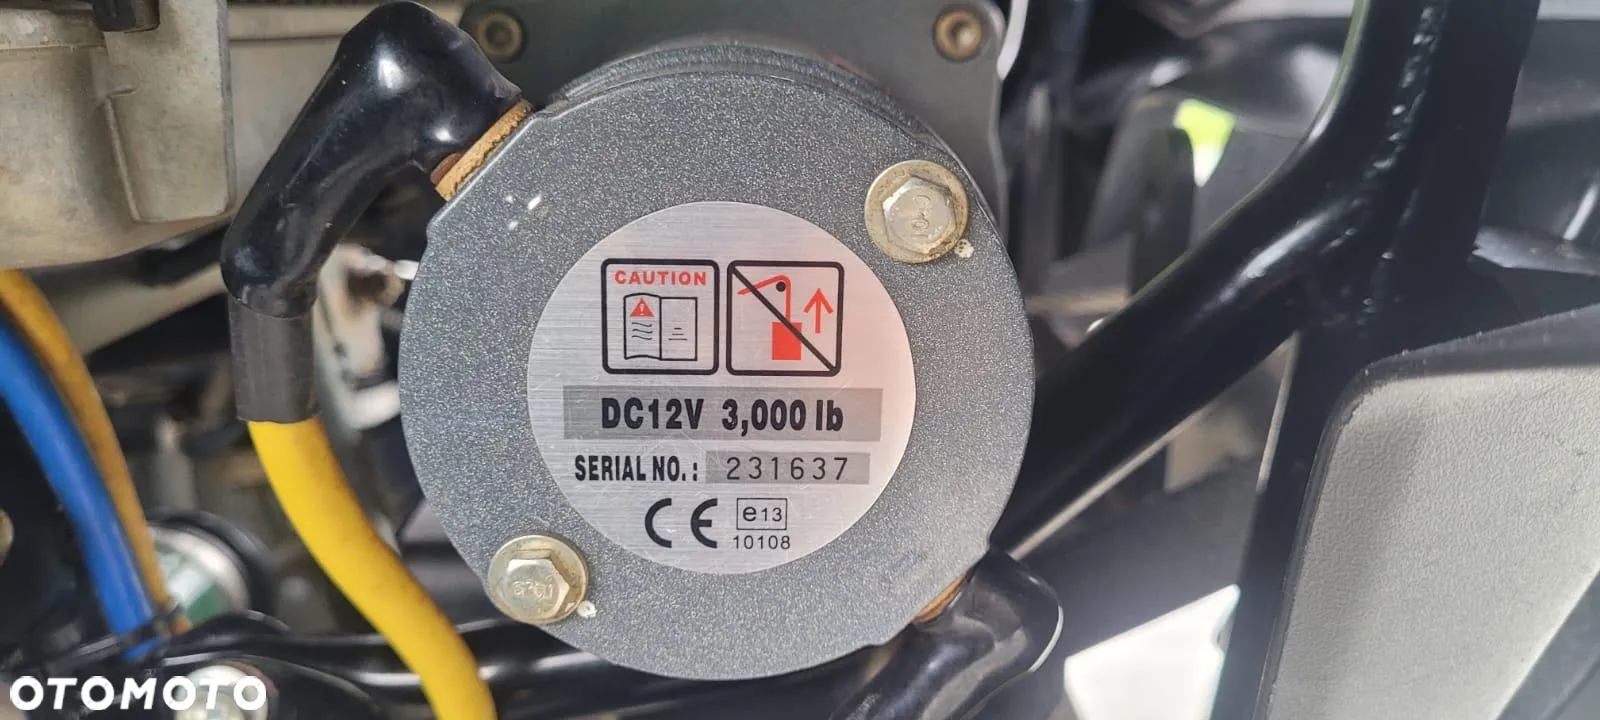 CAUTION
DC12V 3,000 lb
SERIAL NO.: 231637
CE e13
10108
OTOMOTO